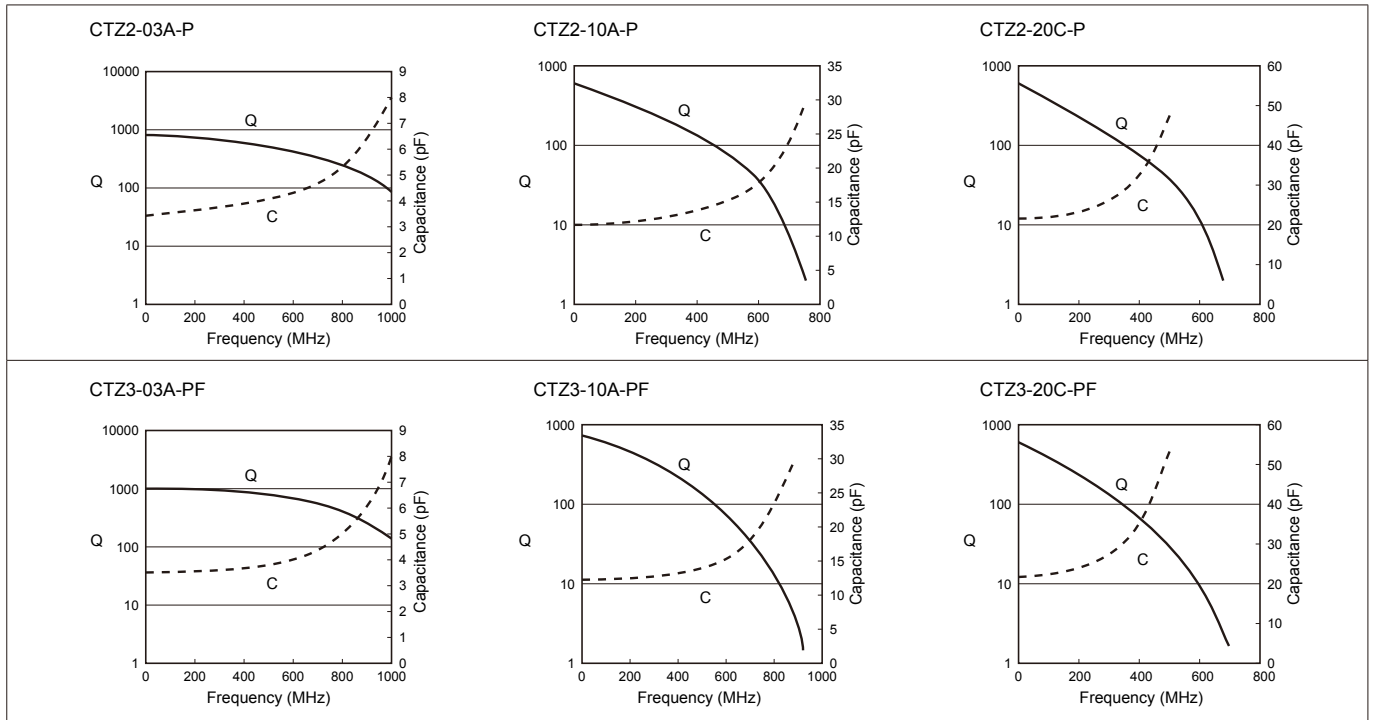 CTZ2-03A-P
10000
1000
100
10
1
Q
Q
C
9
8
7
6
5
4
3
2
1
0
Capacitance (pF)
0 200 400 600 800 1000
Frequency (MHz)
CTZ2-10A-P
1000
100
10
1
Q
Q
C
35
30
25
20
15
10
5
0
Capacitance (pF)
0 200 400 600 800
Frequency (MHz)
CTZ2-20C-P
1000
100
10
1
Q
Q
C
60
50
40
30
20
10
0
Capacitance (pF)
0 200 400 600 800
Frequency (MHz)
CTZ3-03A-PF
10000
1000
100
10
1
Q
Q
C
9
8
7
6
5
4
3
2
1
0
Capacitance (pF)
0 200 400 600 800 1000
Frequency (MHz)
CTZ3-10A-PF
1000
100
10
1
Q
Q
C
35
30
25
20
15
10
5
0
Capacitance (pF)
0 200 400 600 800 1000
Frequency (MHz)
CTZ3-20C-PF
1000
100
10
1
Q
Q
C
60
50
40
30
20
10
0
Capacitance (pF)
0 200 400 600 800
Frequency (MHz)